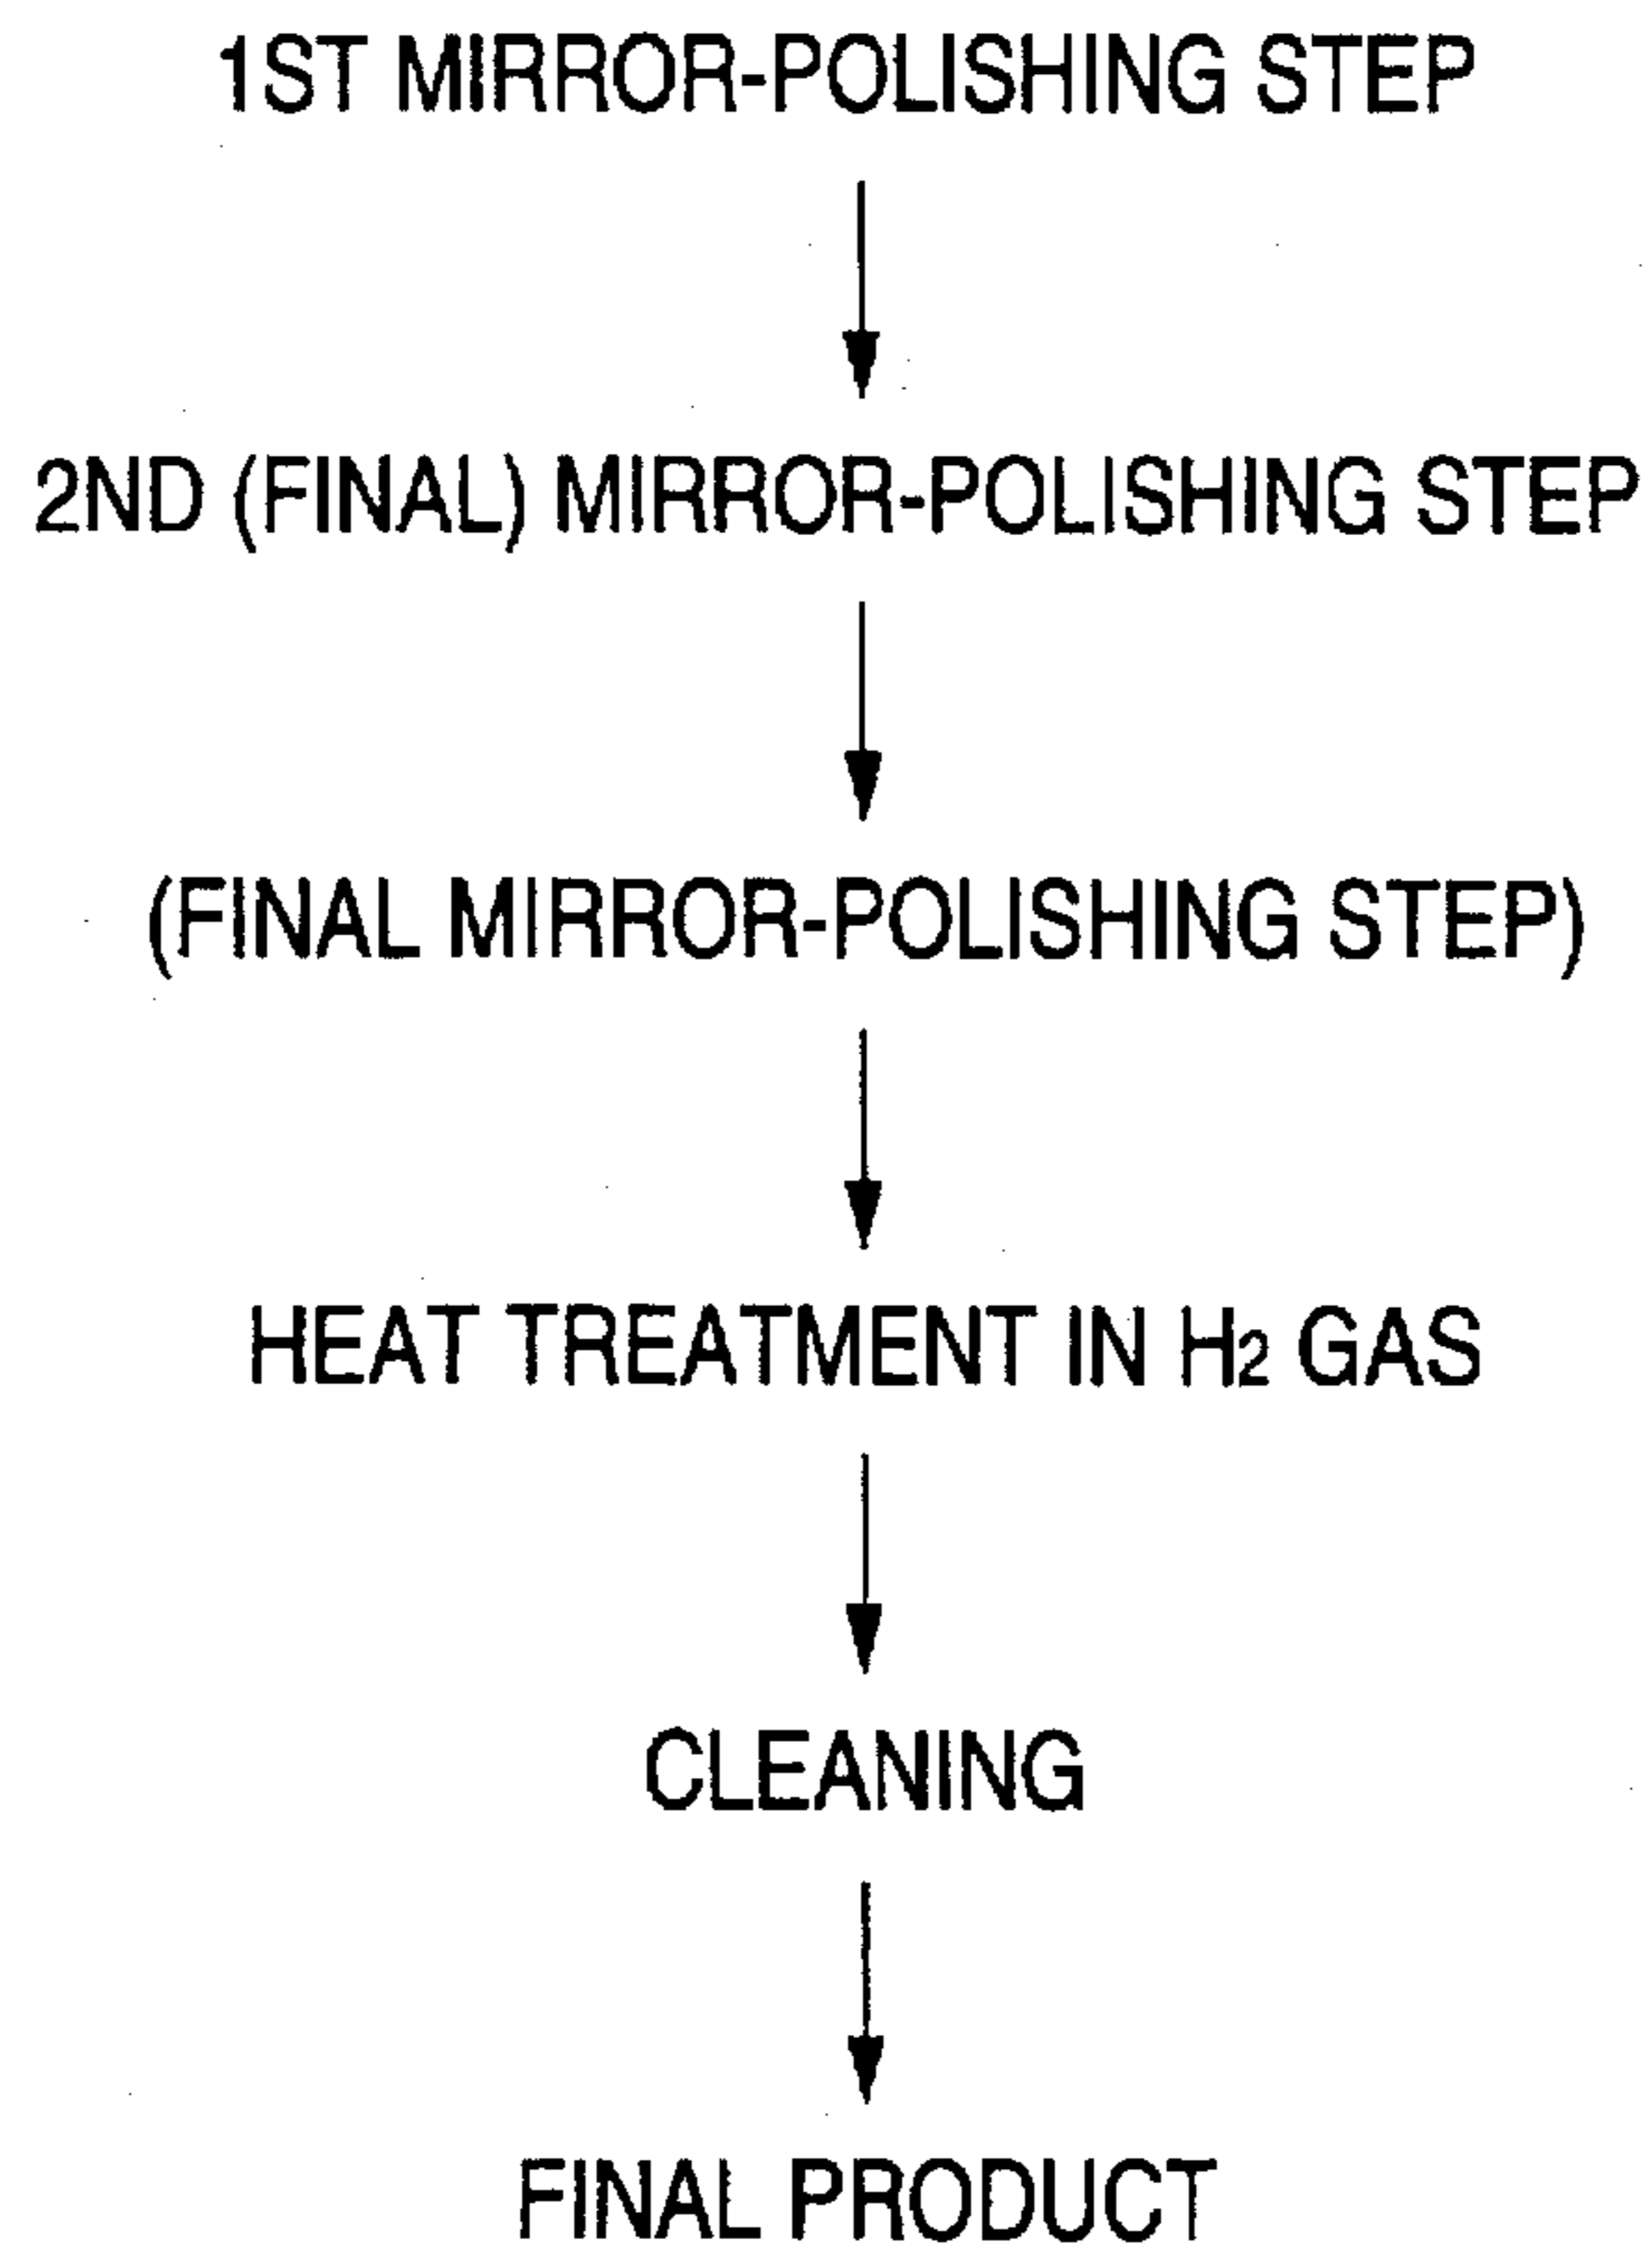 1ST MIRROR-POLISHING STEP
2ND (FINAL) MIRROR-POLISHING STEP
(FINAL MIRROR-POLISHING STEP)
HEAT TREATMENT IN H2 GAS
CLEANING
FINAL PRODUCT